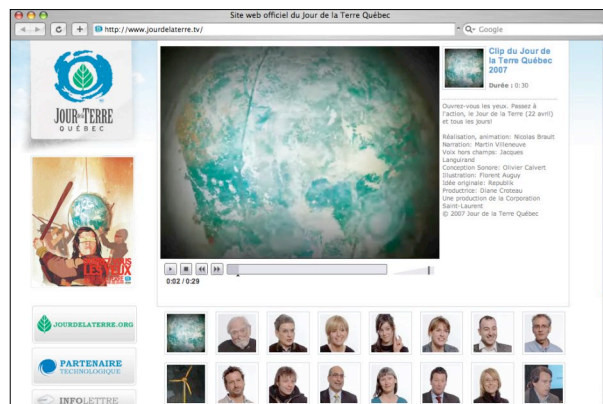 Site web officiel du Jour de la Terre Québec
http://www.jourdelaterre.tv/
Google
JOUR DE LA TERRE
QUÉBEC
Clip du Jour de
la Terre Québec
2007
Durée : 0:30
Ouvrez-vous les yeux. Passez à
l'action, le Jour de la Terre (22 avril)
et tous les jours!
Réalisation, animation: Nicolas Brault
Narration: Martin Villeneuve
Voix hors champs: Jacques
Languirand
Conception Sonore: Olivier Calvert
Illustration: Florent Auguy
Idée originale: Republik
Productrice: Diane Croteau
Une production de la Corporation
Saint-Laurent
© 2007 Jour de la Terre Québec
LES YEUX
0:02 / 0:29
JOURDELATERRE.ORG
PARTENAIRE
TECHNOLOGIQUE
INFOLETTRE